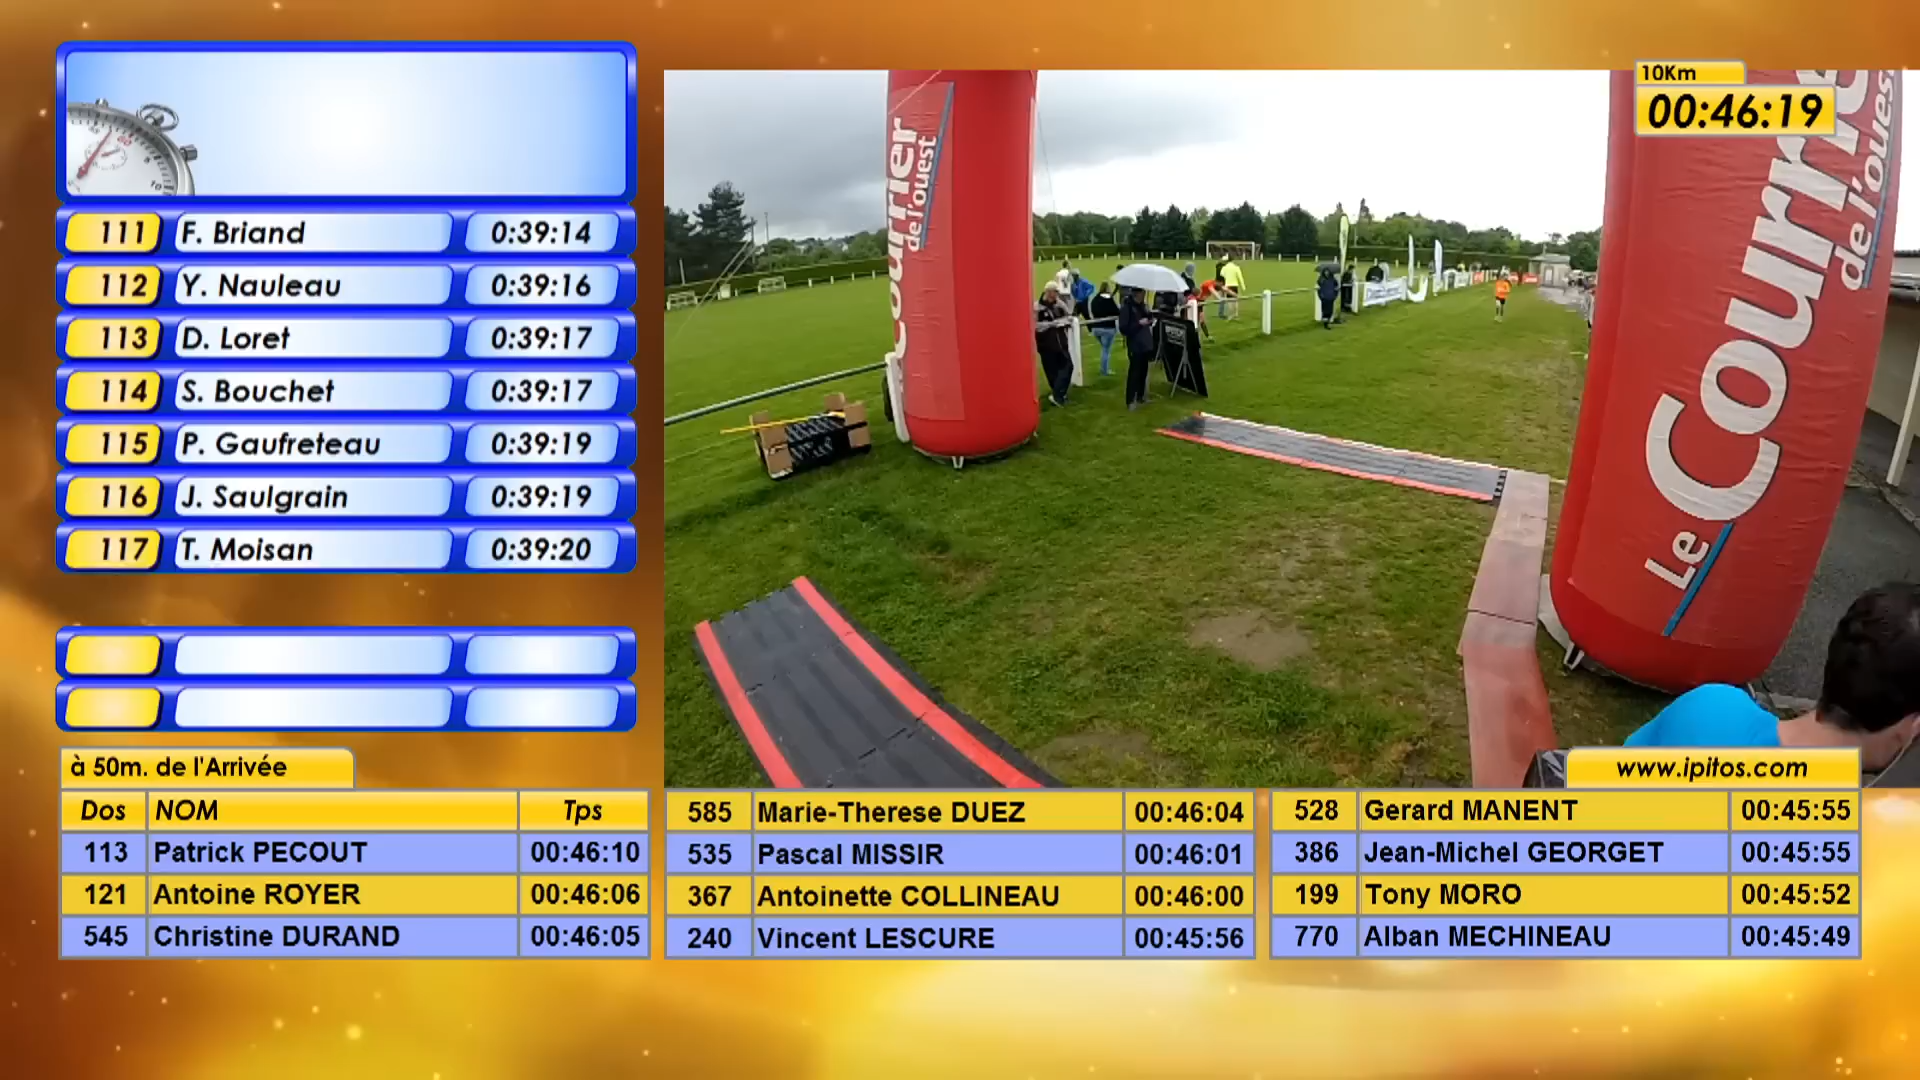 111 F. Briand 0:39:14
112 Y. Nauleau 0:39:16
113 D. Loret 0:39:17
114 S. Bouchet 0:39:17
115 P. Gaufreteau 0:39:19
116 J. Saulgrain 0:39:19
117 T. Moisan 0:39:20
10Km
00:46:19
Courrier
de l'ouest
Le Courrier
de l'ouest
www.ipitos.com
à 50m. de l'Arrivée
Dos NOM Tps
113 Patrick PECOUT 00:46:10
121 Antoine ROYER 00:46:06
545 Christine DURAND 00:46:05
585 Marie-Therese DUEZ 00:46:04
535 Pascal MISSIR 00:46:01
367 Antoinette COLLINEAU 00:46:00
240 Vincent LESCURE 00:45:56
528 Gerard MANENT 00:45:55
386 Jean-Michel GEORGET 00:45:55
199 Tony MORO 00:45:52
770 Alban MECHINEAU 00:45:49